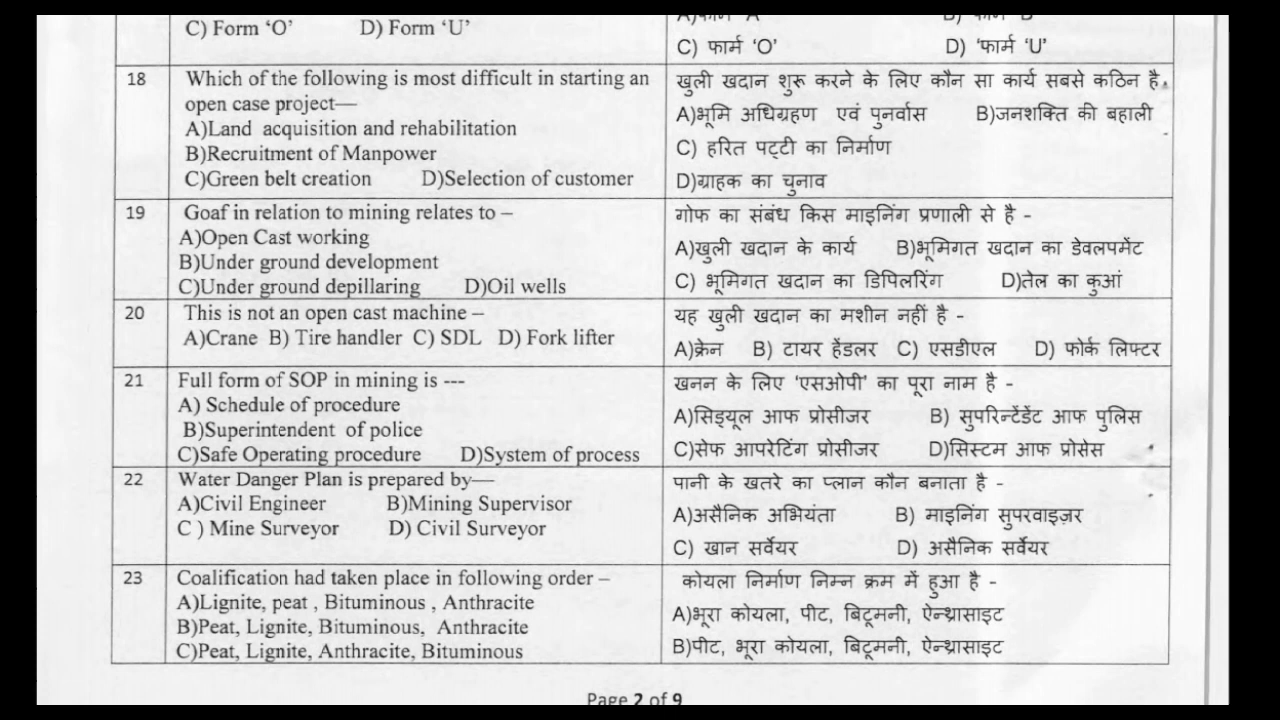 C) Form ‘O’ D) Form ‘U’
C) फार्म ‘O’ D) ‘फार्म ‘U’
18 Which of the following is most difficult in starting an
open case project—
A)Land acquisition and rehabilitation
B)Recruitment of Manpower
C)Green belt creation D)Selection of customer
खुली खदान शुरू करने के लिए कौन सा कार्य सबसे कठिन है
A)भूमि अधिग्रहण एवं पुनर्वास B)जनशक्ति की बहाली
C) हरित पट्टी का निर्माण
D)ग्राहक का चुनाव
19 Goaf in relation to mining relates to –
A)Open Cast working
B)Under ground development
C)Under ground depillaring D)Oil wells
गोफ का संबंध किस माइनिंग प्रणाली से है -
A)खुली खदान के कार्य B)भूमिगत खदान का डेवलपमेंट
C) भूमिगत खदान का डिपिलरिंग D)तेल का कुआं
20 This is not an open cast machine –
A)Crane B) Tire handler C) SDL D) Fork lifter
यह खुली खदान का मशीन नहीं है -
A)क्रेन B) टायर हेंडलर C) एसडीएल D) फोर्क लिफ्टर
21 Full form of SOP in mining is ---
A) Schedule of procedure
B)Superintendent of police
C)Safe Operating procedure D)System of process
खनन के लिए 'एसओपी' का पूरा नाम है -
A)सिड्यूल आफ प्रोसीजर B) सुपरिन्टेंडेंट आफ पुलिस
C)सेफ आपरेटिंग प्रोसीजर D)सिस्टम आफ प्रोसेस
22 Water Danger Plan is prepared by—
A)Civil Engineer B)Mining Supervisor
C ) Mine Surveyor D) Civil Surveyor
पानी के खतरे का प्लान कौन बनाता है -
A)असैनिक अभियंता B) माइनिंग सुपरवाइज़र
C) खान सर्वेयर D) असैनिक सर्वेयर
23 Coalification had taken place in following order –
A)Lignite, peat , Bituminous , Anthracite
B)Peat, Lignite, Bituminous, Anthracite
C)Peat, Lignite, Anthracite, Bituminous
कोयला निर्माण निम्न क्रम में हुआ है -
A)भूरा कोयला, पीट, बिटूमनी, ऐन्थ्रासाइट
B)पीट, भूरा कोयला, बिटूमनी, ऐन्थ्रासाइट
Page 2 of 9